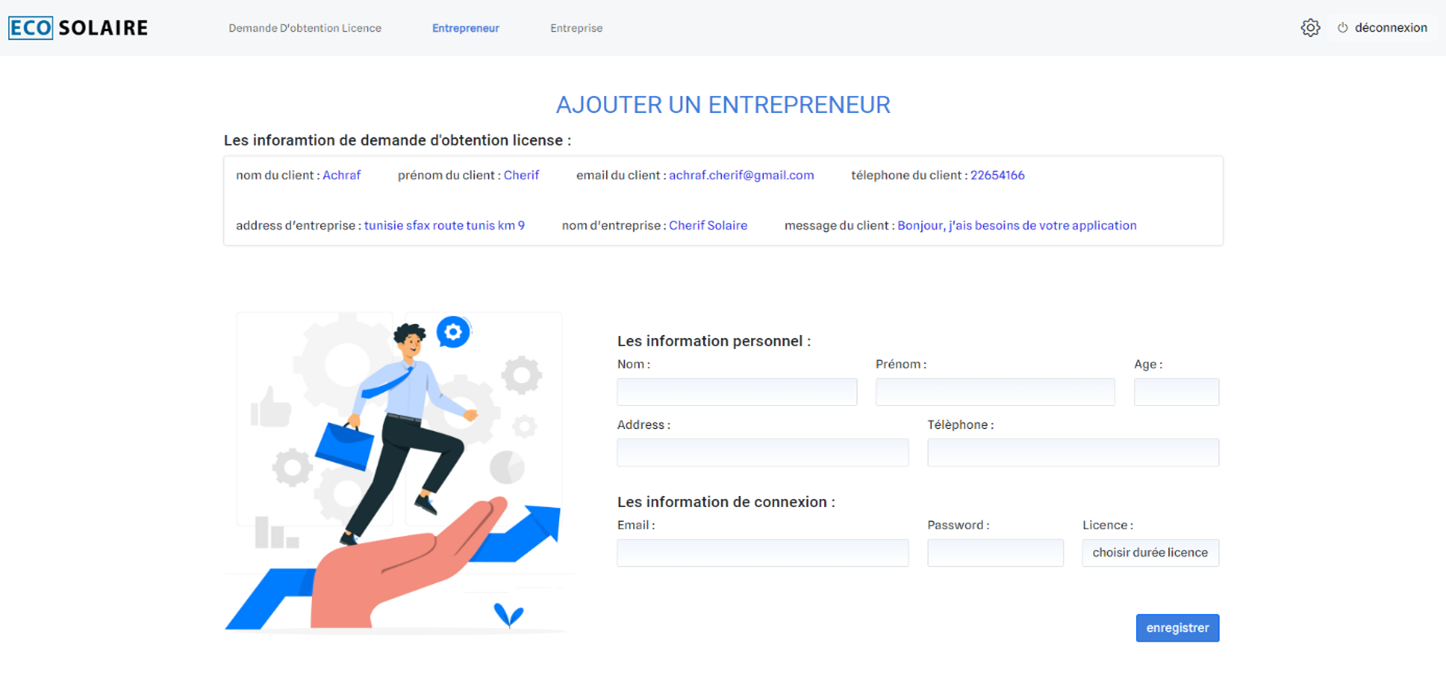 ECO SOLAIRE Demande D'obtention Licence Entrepreneur Entreprise déconnexion
AJOUTER UN ENTREPRENEUR
Les inforamtion de demande d'obtention license :
nom du client : Achraf prénom du client : Cherif email du client : achraf.cherif@gmail.com télephone du client : 22654166
address d'entreprise : tunisie sfax route tunis km 9 nom d'entreprise : Cherif Solaire message du client : Bonjour, j'ais besoins de votre application
Les information personnel :
Nom : Prénom : Age :
Address : Télèphone :
Les information de connexion :
Email : Password : Licence :
choisir durée licence
enregistrer